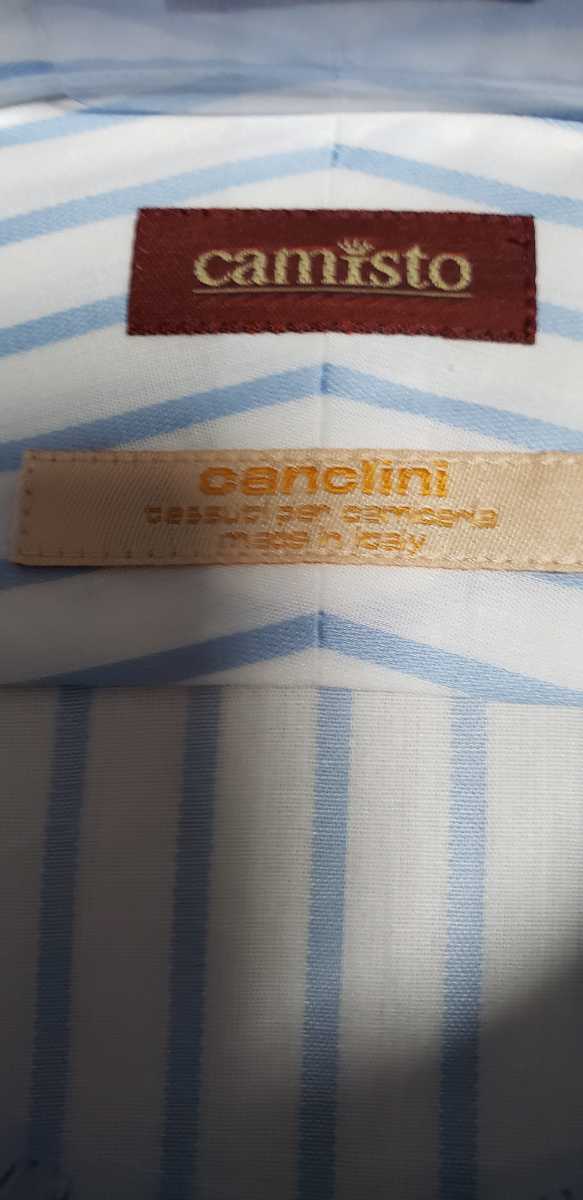 camisto
canclini
tessuti per camiceria
made in italy